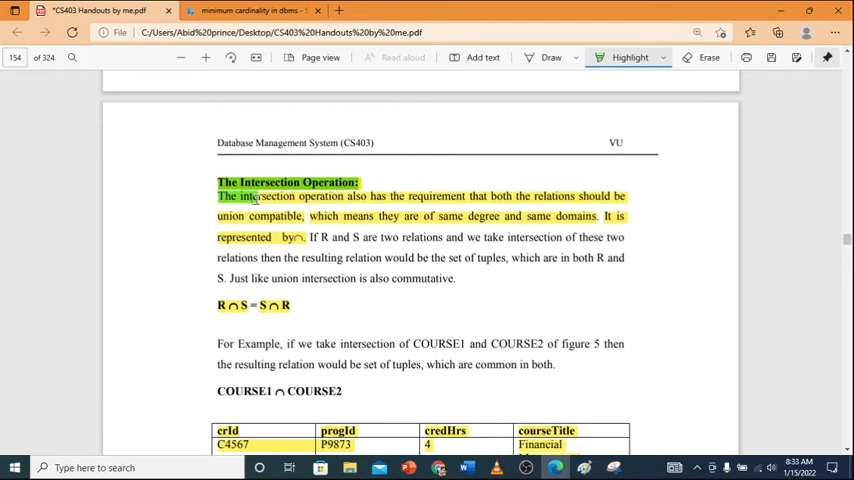 *CS403 Handouts by me.pdf
minimum cardinality in dbms - S
File
C:/Users/Abid prince/Desktop/CS403%20Handouts%20by%20me.pdf
154 of 324
Page view
Read aloud
Add text
Draw
Highlight
Erase
Database Management System (CS403) VU
The Intersection Operation:
The intersection operation also has the requirement that both the relations should be
union compatible, which means they are of same degree and same domains. It is
represented by∩. If R and S are two relations and we take intersection of these two
relations then the resulting relation would be the set of tuples, which are in both R and
S. Just like union intersection is also commutative.
R ∩ S = S ∩ R
For Example, if we take intersection of COURSE1 and COURSE2 of figure 5 then
the resulting relation would be set of tuples, which are common in both.
COURSE1 ∩ COURSE2
crId progId credHrs courseTitle
C4567 P9873 4 Financial
Type here to search
8:33 AM
1/15/2022